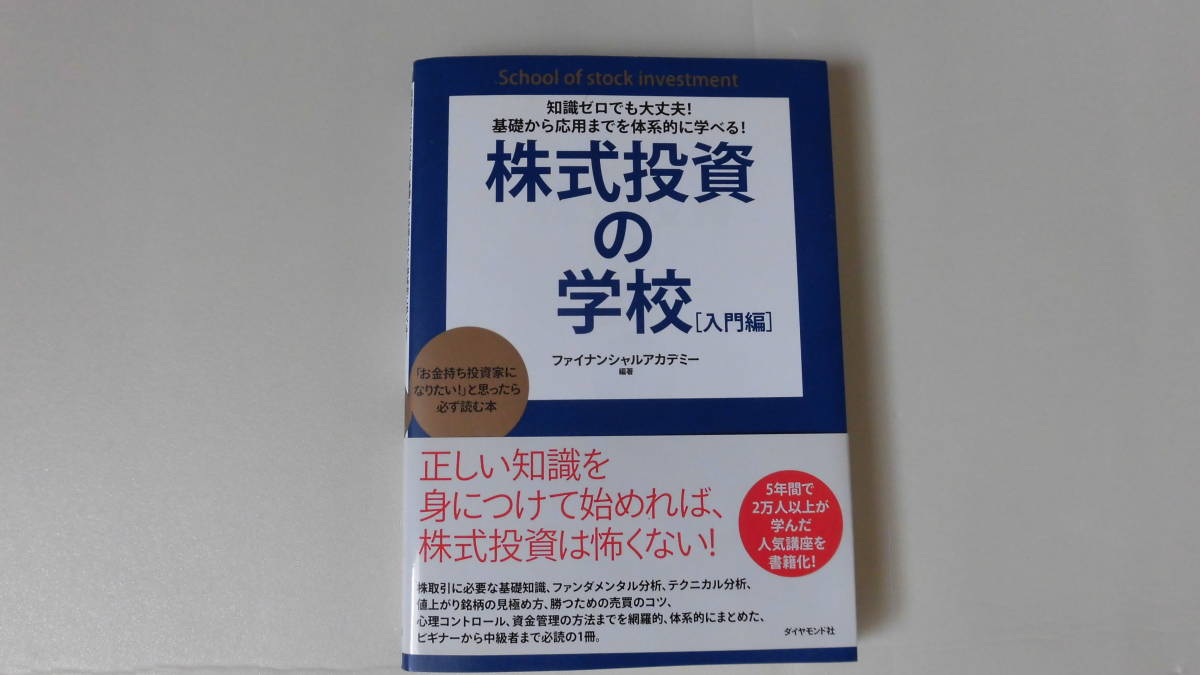 School of stock investment
知識ゼロでも大丈夫!
基礎から応用までを体系的に学べる!
株式投資
の
学校[入門編]
ファイナンシャルアカデミー
編著
「お金持ち投資家に
なりたい!」と思ったら
必ず読む本
正しい知識を
身につけて始めれば、
株式投資は怖くない!
5年間で
2万人以上が
学んだ
人気講座を
書籍化!
株取引に必要な基礎知識、ファンダメンタル分析、テクニカル分析、
値上がり銘柄の見極め方、勝つための売買のコツ、
心理コントロール、資金管理の方法までを網羅的、体系的にまとめた、
ビギナーから中級者まで必読の1冊。
ダイヤモンド社